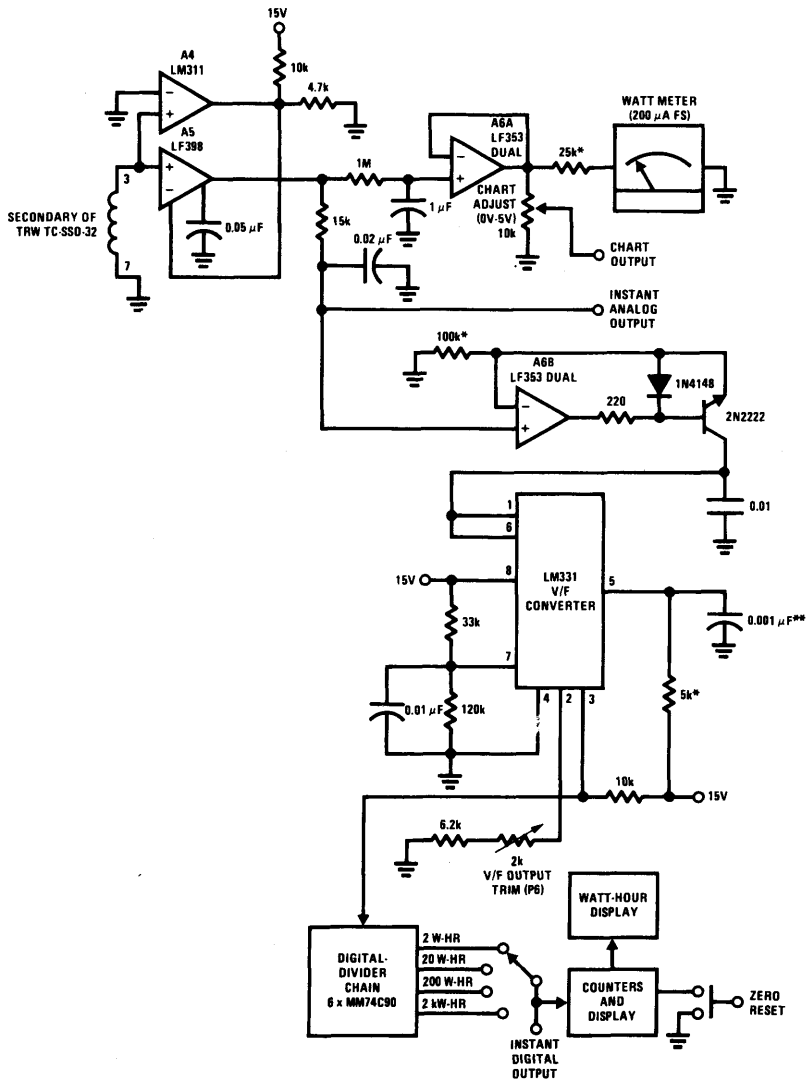 15V
A4
LM311
10k
4.7k
A5
LF398
3
SECONDARY OF
TRW TC-SSO-32
7
0.05 µF
1M
15k
1 µF
0.02 µF
A6A
LF353
DUAL
CHART
ADJUST
(0V-5V)
10k
25k*
WATT METER
(200 µA FS)
CHART
OUTPUT
INSTANT
ANALOG
OUTPUT
100k*
A6B
LF353 DUAL
220
1N4148
2N2222
0.01
1
6
15V
8
LM331
V/F
CONVERTER
5
0.001 µF**
33k
7
0.01 µF
120k
4
2
3
5k*
10k
15V
6.2k
2k
V/F OUTPUT
TRIM (P6)
WATT-HOUR
DISPLAY
DIGITAL-
DIVIDER
CHAIN
6 x MM74C90
2 W-HR
20 W-HR
200 W-HR
2 kW-HR
COUNTERS
AND
DISPLAY
ZERO
RESET
INSTANT
DIGITAL
OUTPUT